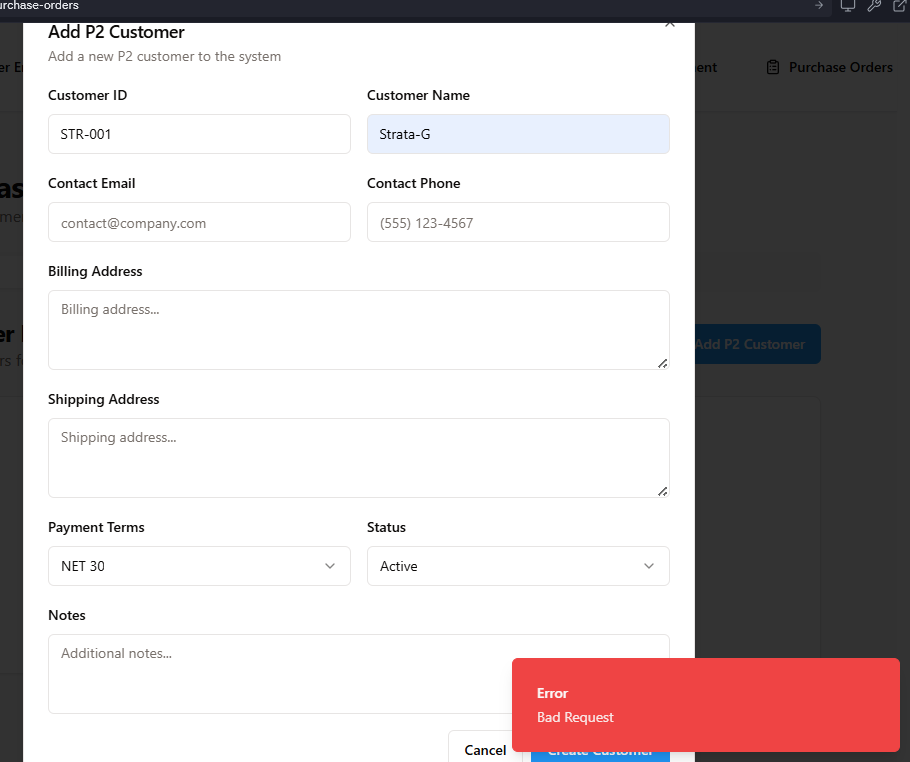 urchase-orders
Add P2 Customer
Add a new P2 customer to the system
Purchase Orders
Customer ID
Customer Name
STR-001
Strata-G
Contact Email
Contact Phone
contact@company.com
(555) 123-4567
Billing Address
Billing address...
Add P2 Customer
Shipping Address
Shipping address...
Payment Terms
Status
NET 30
Active
Notes
Additional notes...
Error
Bad Request
Cancel
Create Customer